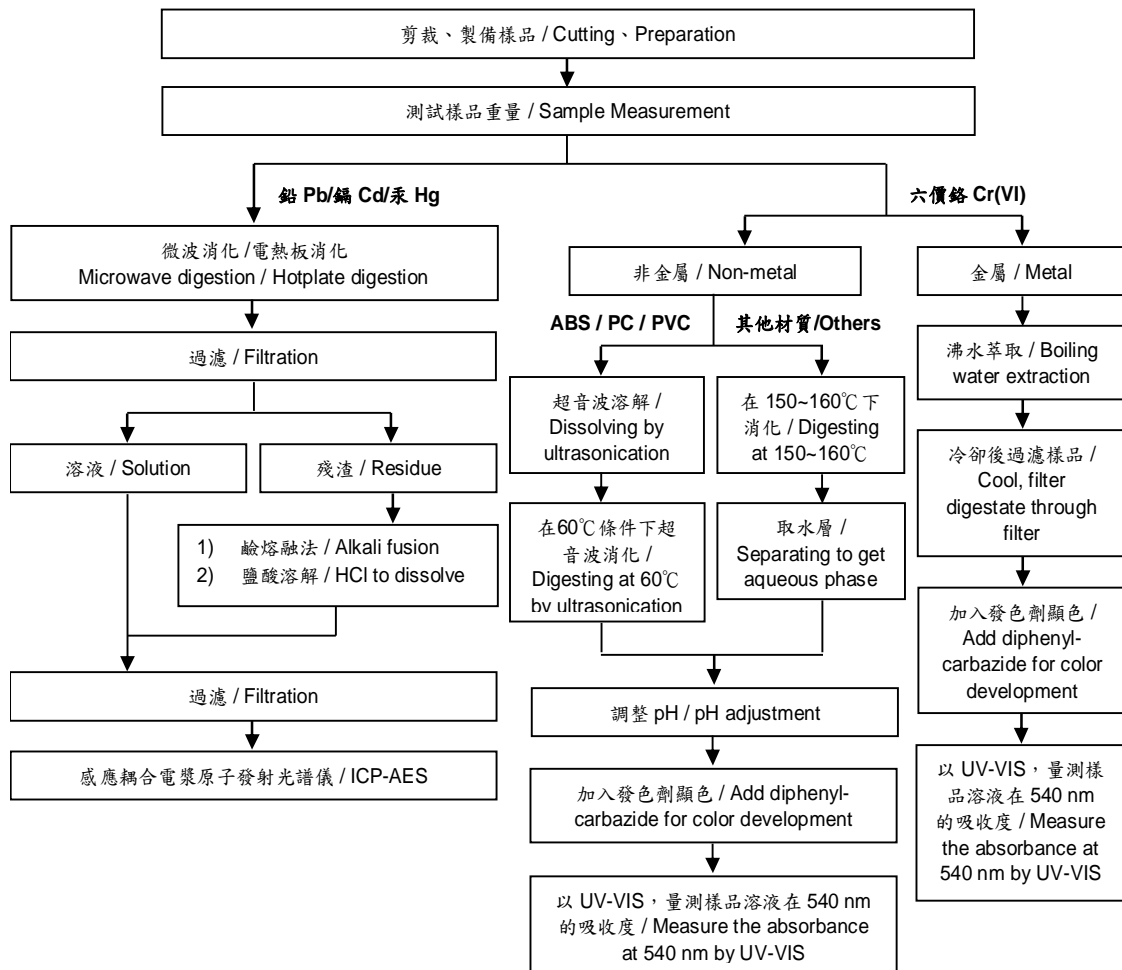 剪裁、製備樣品 / Cutting、Preparation
測試樣品重量 / Sample Measurement
鉛 Pb/鎘 Cd/汞 Hg
六價鉻 Cr(VI)
微波消化 /電熱板消化
Microwave digestion / Hotplate digestion
過濾 / Filtration
溶液 / Solution
殘渣 / Residue
1) 鹼熔融法 / Alkali fusion
2) 鹽酸溶解 / HCl to dissolve
過濾 / Filtration
感應耦合電漿原子發射光譜儀 / ICP-AES
非金屬 / Non-metal
ABS / PC / PVC
其他材質/Others
超音波溶解 /
Dissolving by
ultrasonication
在60℃條件下超
音波消化 /
Digesting at 60℃
by ultrasonication
在 150~160℃下
消化 / Digesting
at 150~160℃
取水層 /
Separating to get
aqueous phase
調整 pH / pH adjustment
加入發色劑顯色 / Add diphenyl-
carbazide for color development
以 UV-VIS，量測樣品溶液在 540 nm
的吸收度 / Measure the absorbance
at 540 nm by UV-VIS
金屬 / Metal
沸水萃取 / Boiling
water extraction
冷卻後過濾樣品 /
Cool, filter
digestate through
filter
加入發色劑顯色 /
Add diphenyl-
carbazide for color
development
以 UV-VIS，量測樣
品溶液在 540 nm
的吸收度 / Measure
the absorbance at
540 nm by UV-VIS